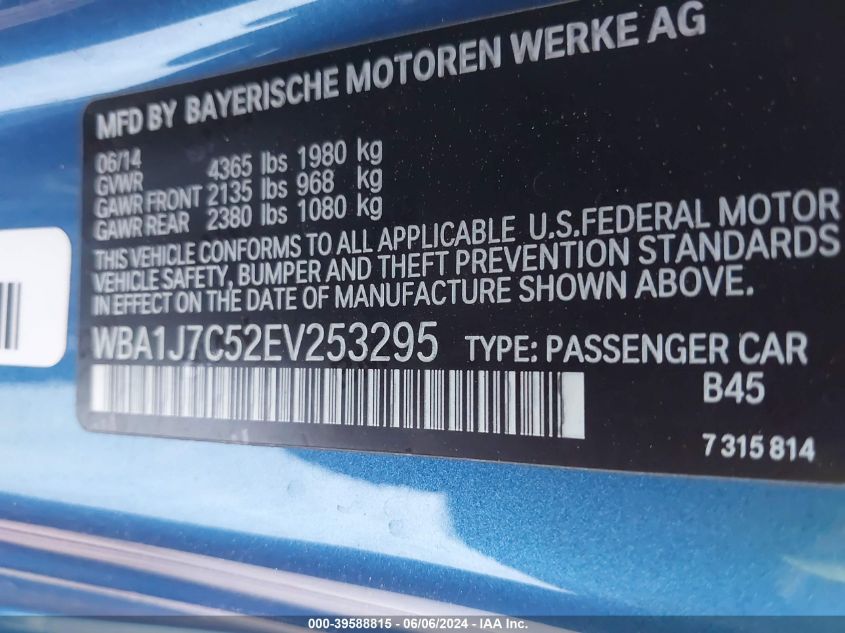 MFD BY BAYERISCHE MOTOREN WERKE AG
06/14
GVWR 4365 lbs 1980 kg
GAWR FRONT 2135 lbs 968 kg
GAWR REAR 2380 lbs 1080 kg
THIS VEHICLE CONFORMS TO ALL APPLICABLE U.S.FEDERAL MOTOR
VEHICLE SAFETY, BUMPER AND THEFT PREVENTION STANDARDS
IN EFFECT ON THE DATE OF MANUFACTURE SHOWN ABOVE.
WBA1J7C52EV253295 TYPE: PASSENGER CAR
B45
7 315 814
000-39588815 - 06/06/2024 - IAA Inc.